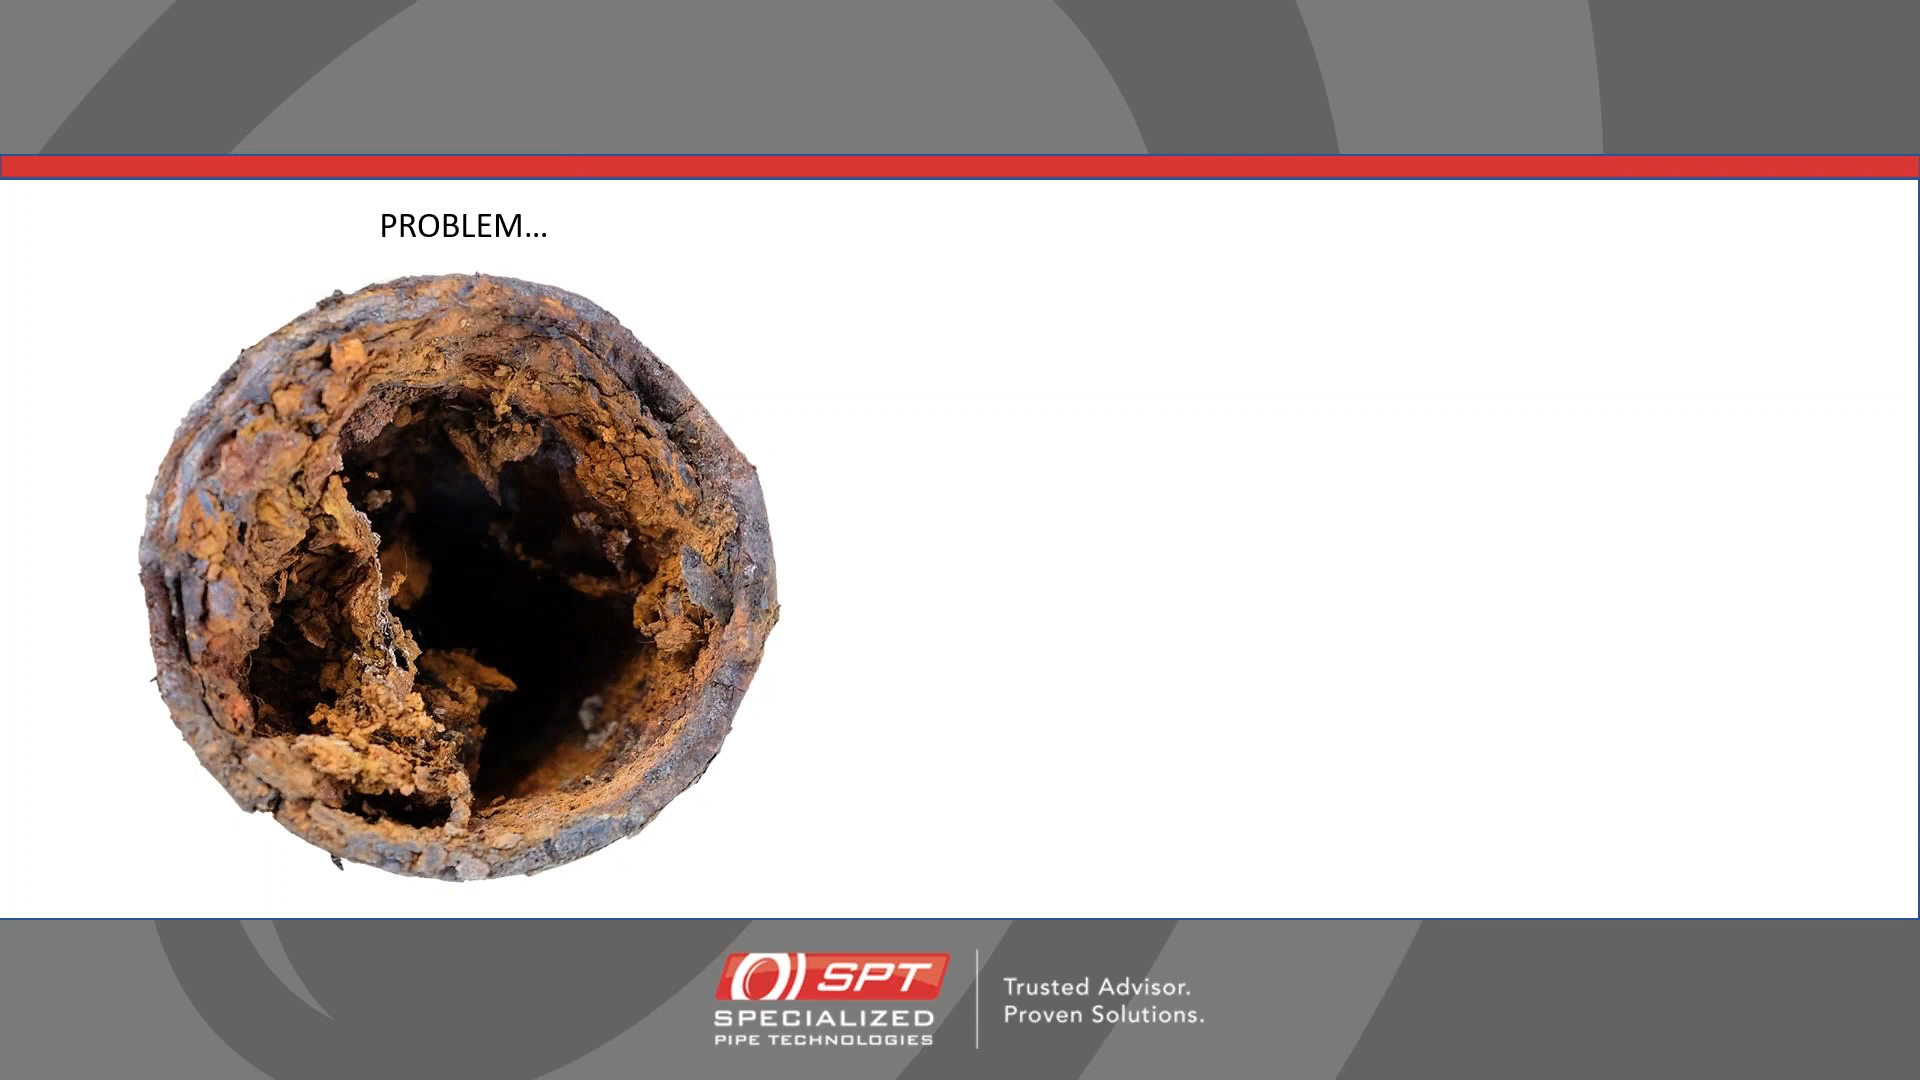 PROBLEM...
SPT
SPECIALIZED
PIPE TECHNOLOGIES
Trusted Advisor.
Proven Solutions.